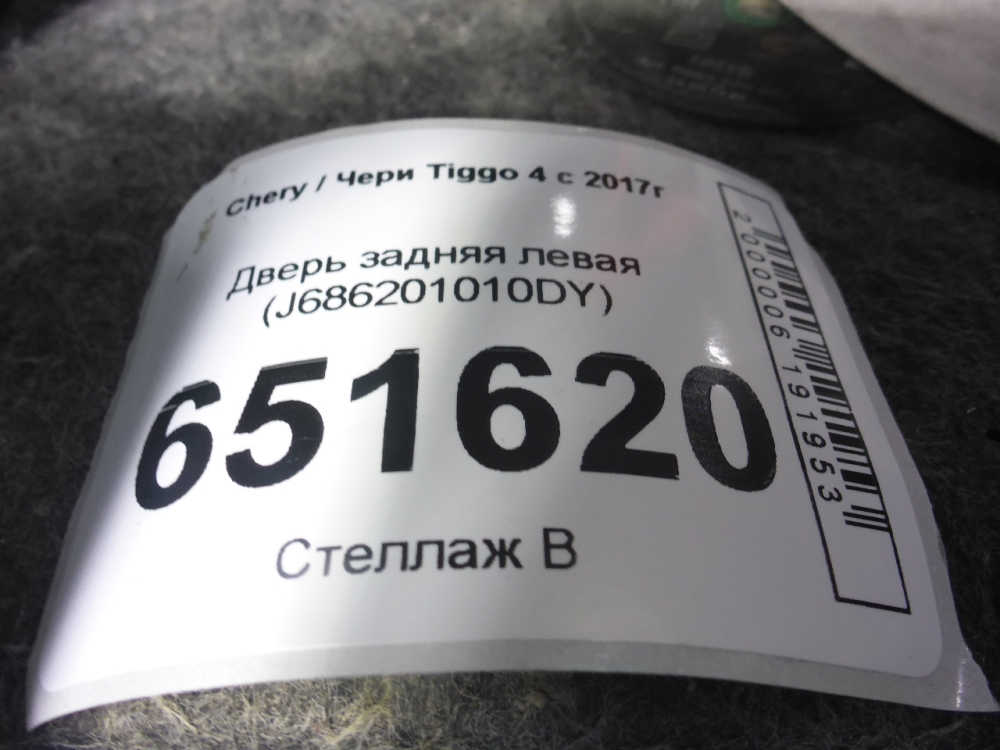 Chery / Чери Tiggo 4 с 2017г
Дверь задняя левая
(J686201010DY)
651620
Стеллаж В
2000006191953